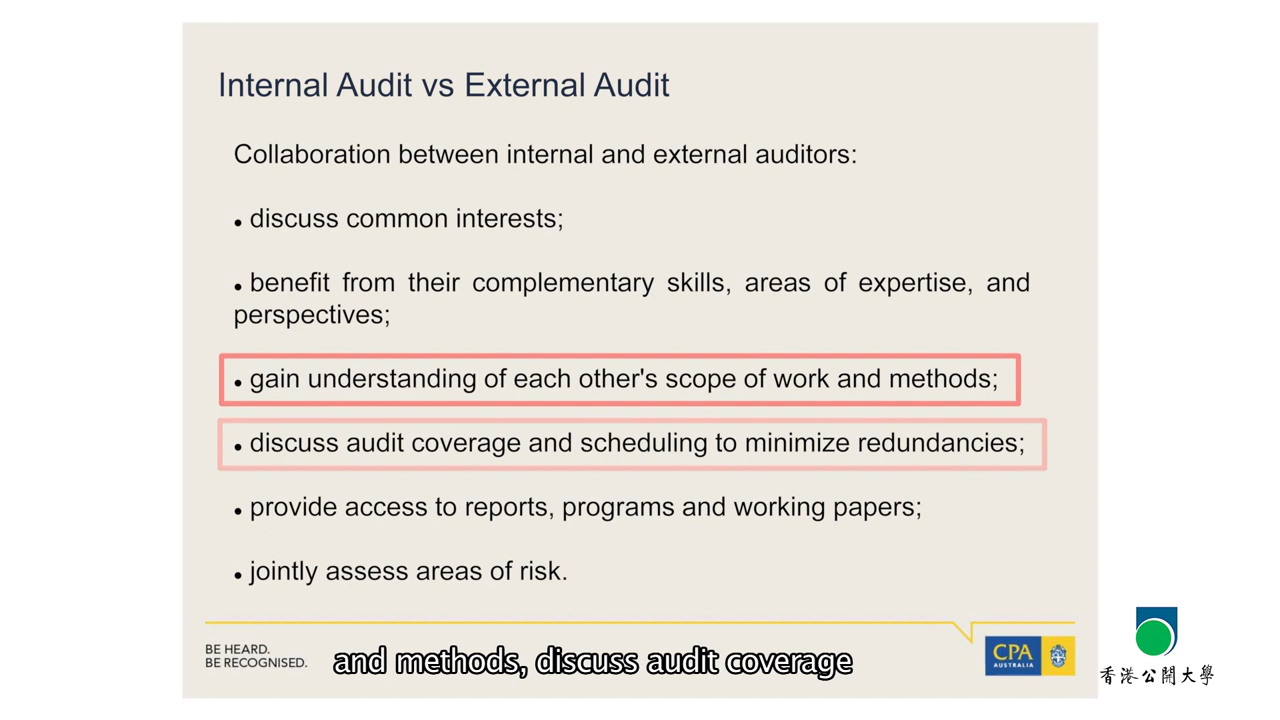 Internal Audit vs External Audit
Collaboration between internal and external auditors:
• discuss common interests;
• benefit from their complementary skills, areas of expertise, and
perspectives;
• gain understanding of each other's scope of work and methods;
• discuss audit coverage and scheduling to minimize redundancies;
• provide access to reports, programs and working papers;
• jointly assess areas of risk.
BE HEARD.
BE RECOGNISED.
and methods, discuss audit coverage
CPA
AUSTRALIA
香港公開大學